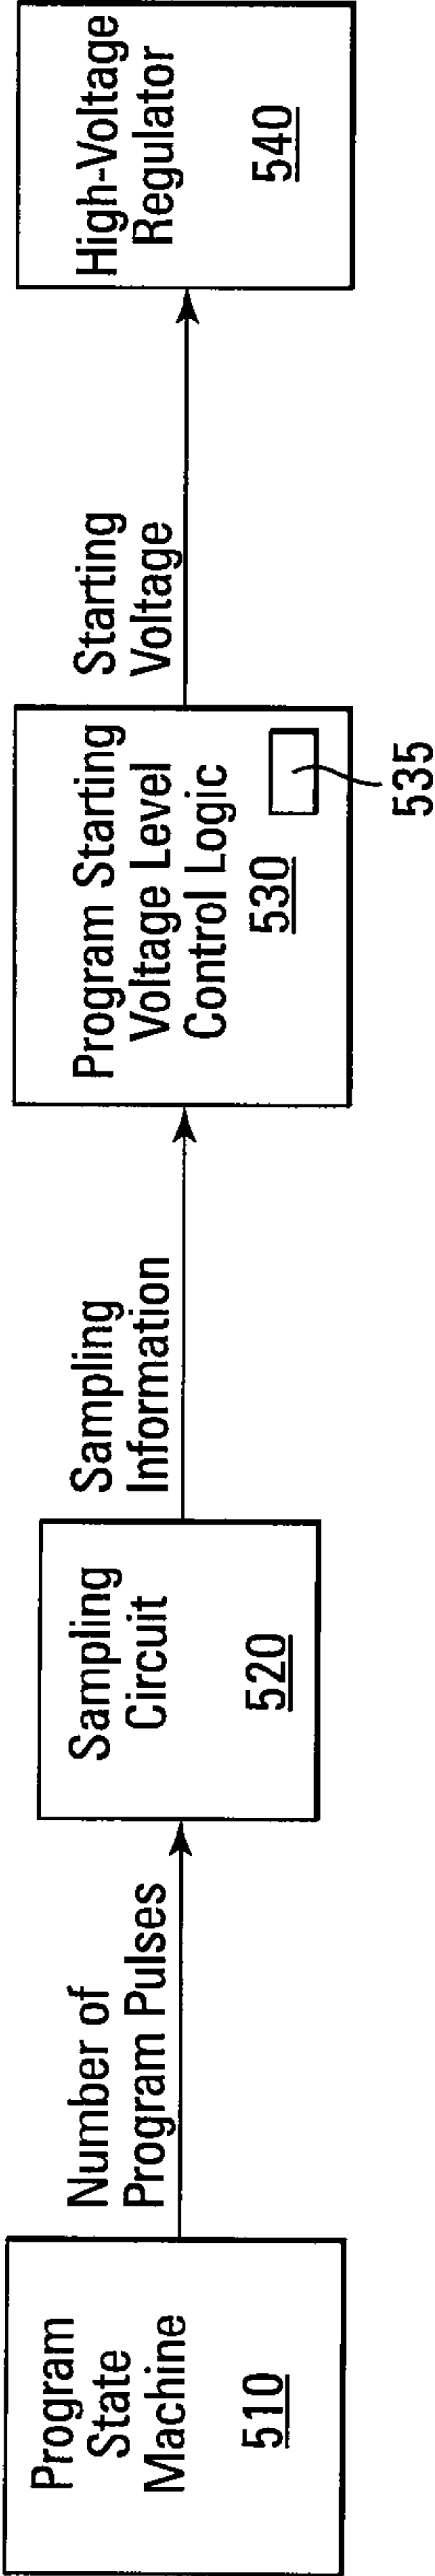 Program
State
Machine
510
Number of
Program Pulses
Sampling
Circuit
520
Sampling
Information
Program Starting
Voltage Level
Control Logic
530
535
Starting
Voltage
High-Voltage
Regulator
540